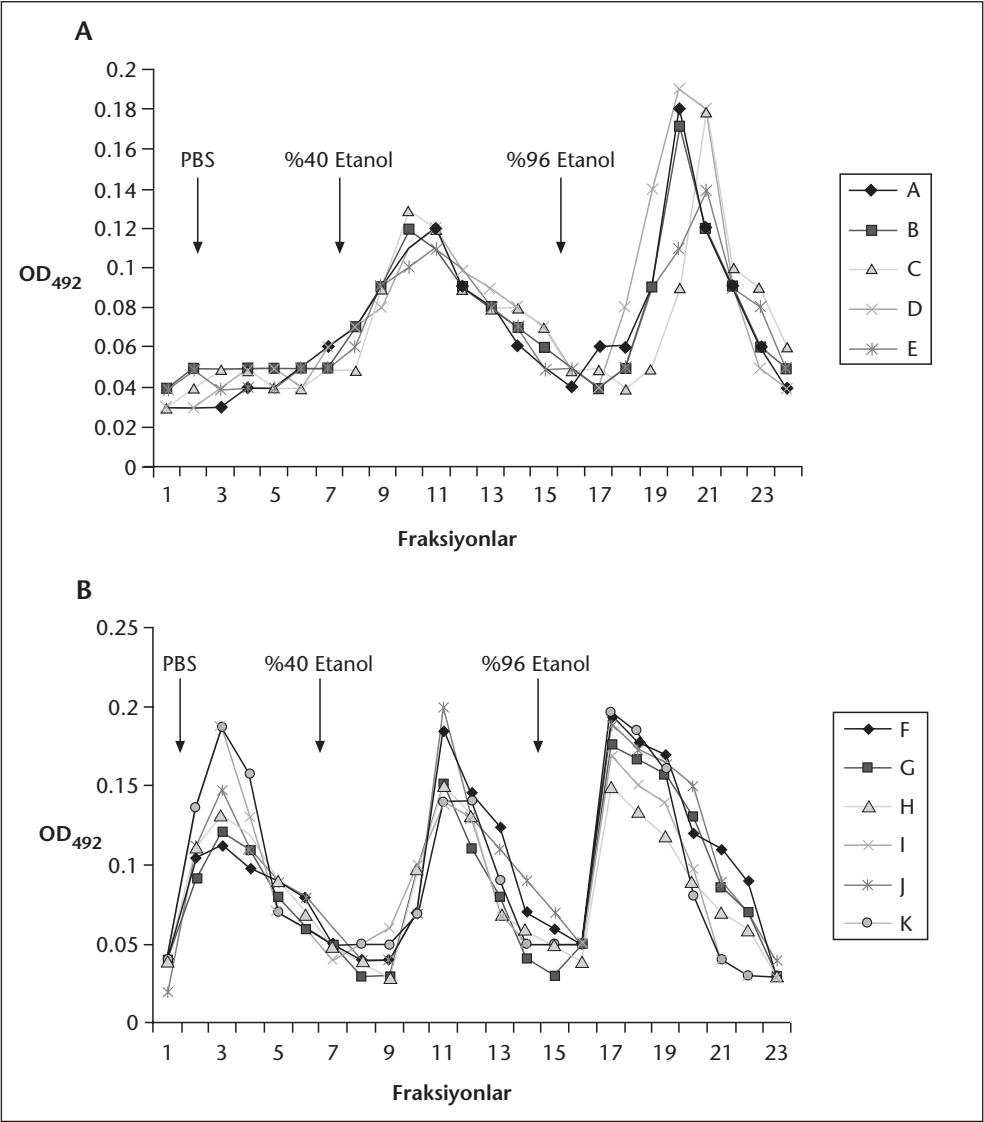 A
0.2
0.18
0.16
0.14
0.12
0.1
0.08
0.06
0.04
0.02
0
OD492
PBS
%40 Etanol
%96 Etanol
1 3 5 7 9 11 13 15 17 19 21 23
Fraksiyonlar
A
B
C
D
E
B
0.25
0.2
0.15
0.1
0.05
0
OD492
PBS
%40 Etanol
%96 Etanol
1 3 5 7 9 11 13 15 17 19 21 23
Fraksiyonlar
F
G
H
I
J
K